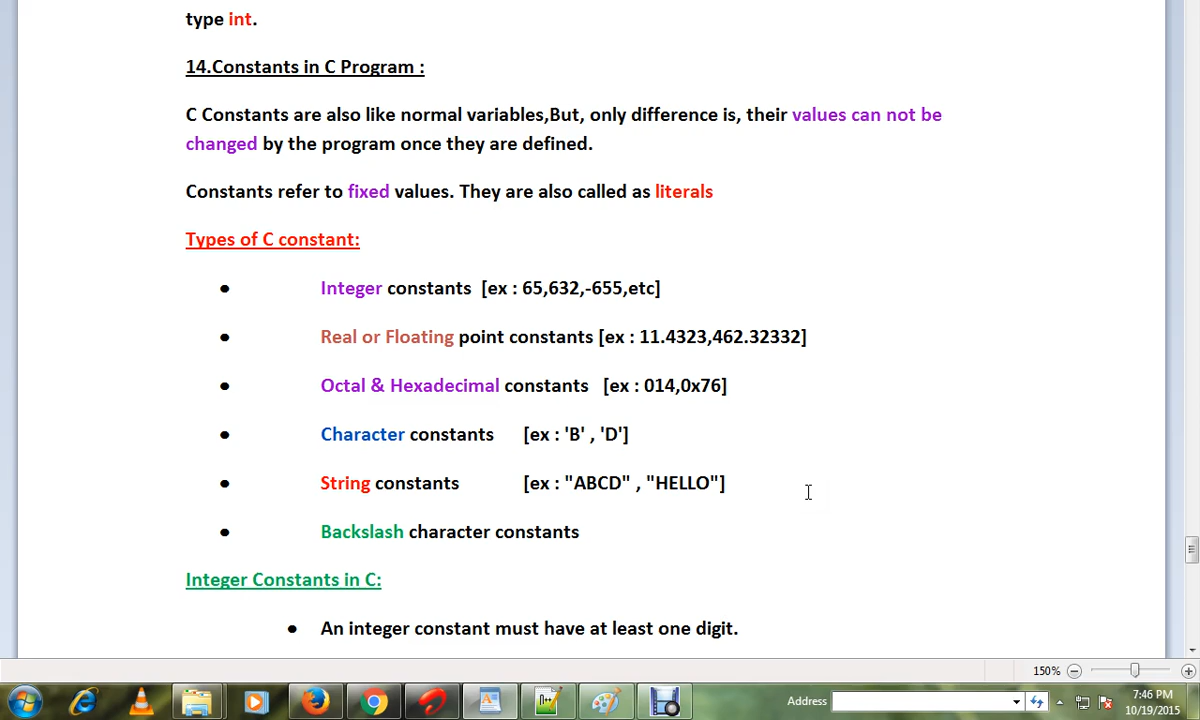 type int.
14.Constants in C Program :
C Constants are also like normal variables,But, only difference is, their values can not be
changed by the program once they are defined.
Constants refer to fixed values. They are also called as literals
Types of C constant:
● Integer constants [ex : 65,632,-655,etc]
● Real or Floating point constants [ex : 11.4323,462.32332]
● Octal & Hexadecimal constants [ex : 014,0x76]
● Character constants [ex : 'B' , 'D']
● String constants [ex : "ABCD" , "HELLO"]
● Backslash character constants
Integer Constants in C:
● An integer constant must have at least one digit.
150%
Address
7:46 PM
10/19/2015